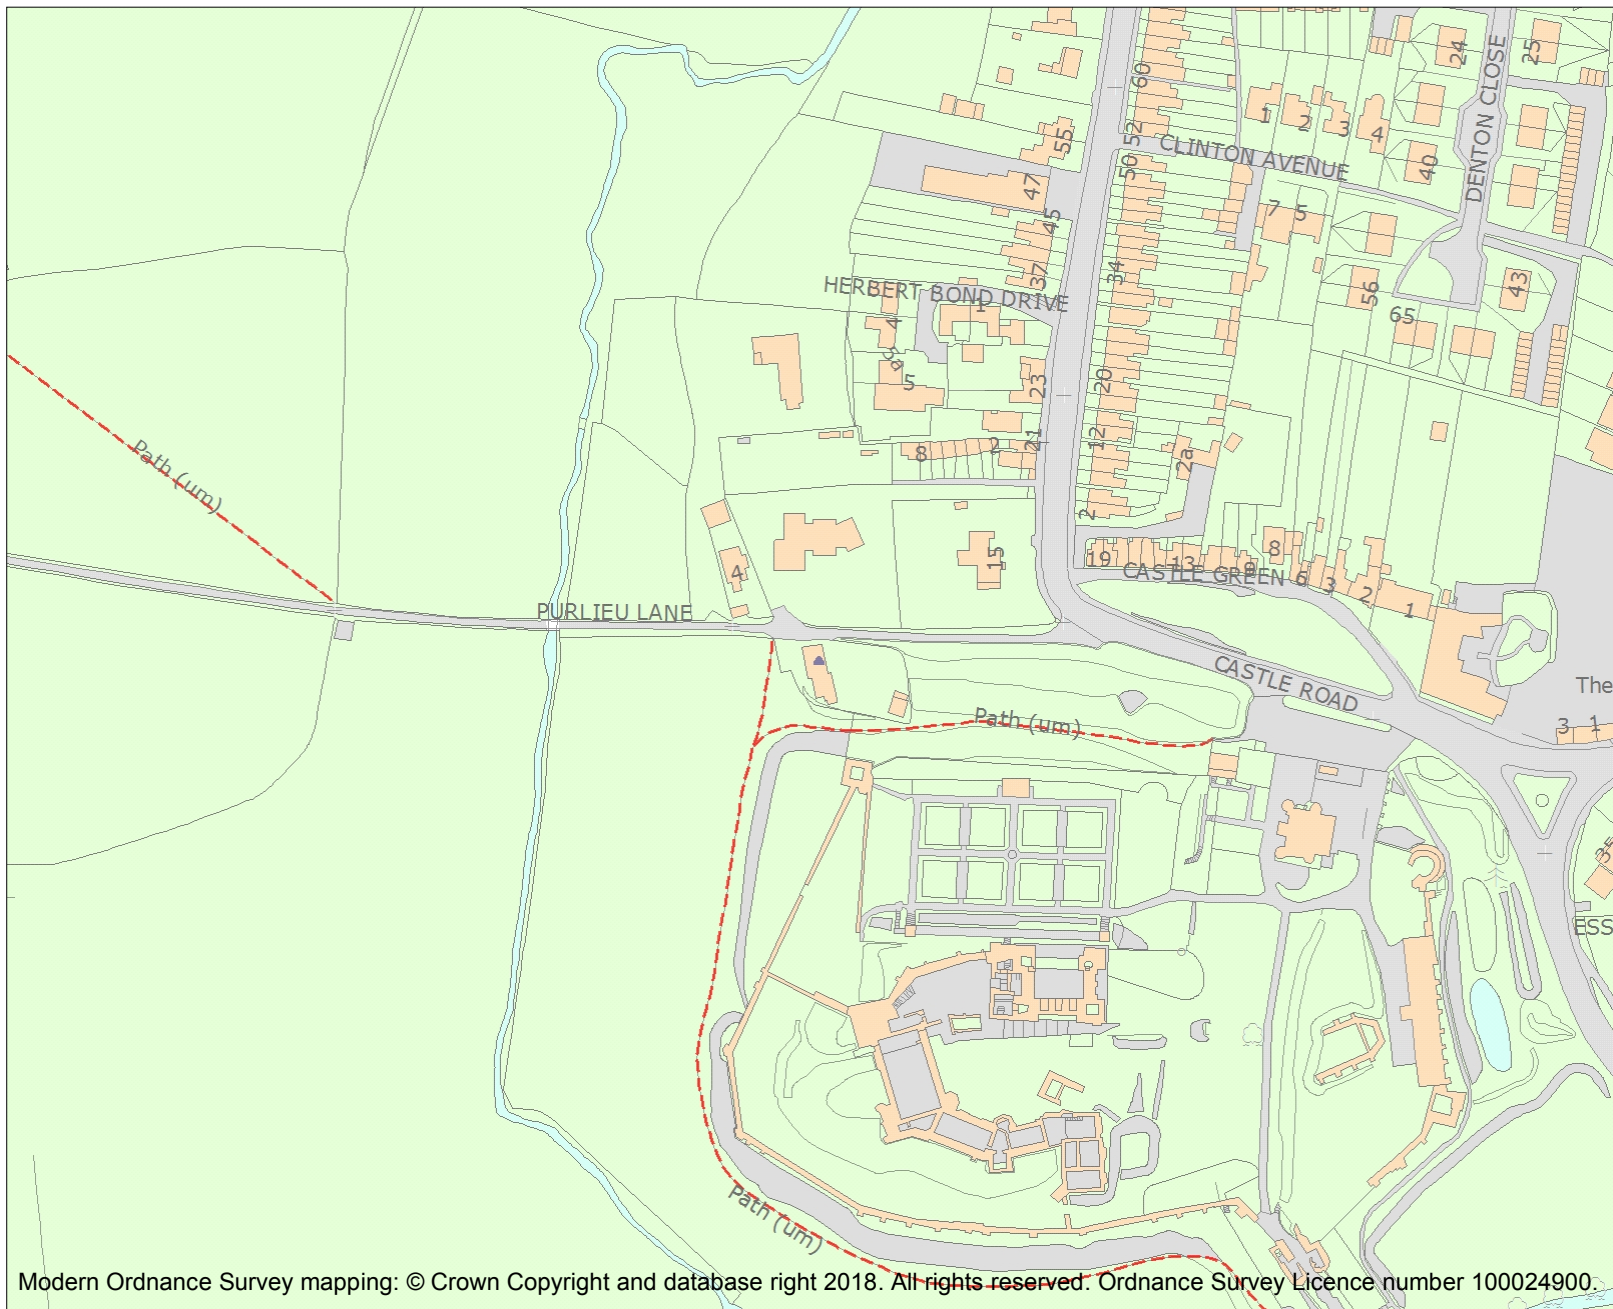 24
25
60
DENTON CLOSE
1
2
3
4
52
55
CLINTON AVENUE
50
40
47
7 5
45
34
37
HERBERT BOND DRIVE
1
56
43
4
65
5a
5
23
20
Path (um)
8
2
21
12
2a
2
19
13
9
8
15
CASTLE GREEN
6
3
2
1
4
PURLIEU LANE
CASTLE ROAD
The
Path (um)
3 1
35
ESS
Path (um)
Modern Ordnance Survey mapping: © Crown Copyright and database right 2018. All rights reserved. Ordnance Survey Licence number 100024900.